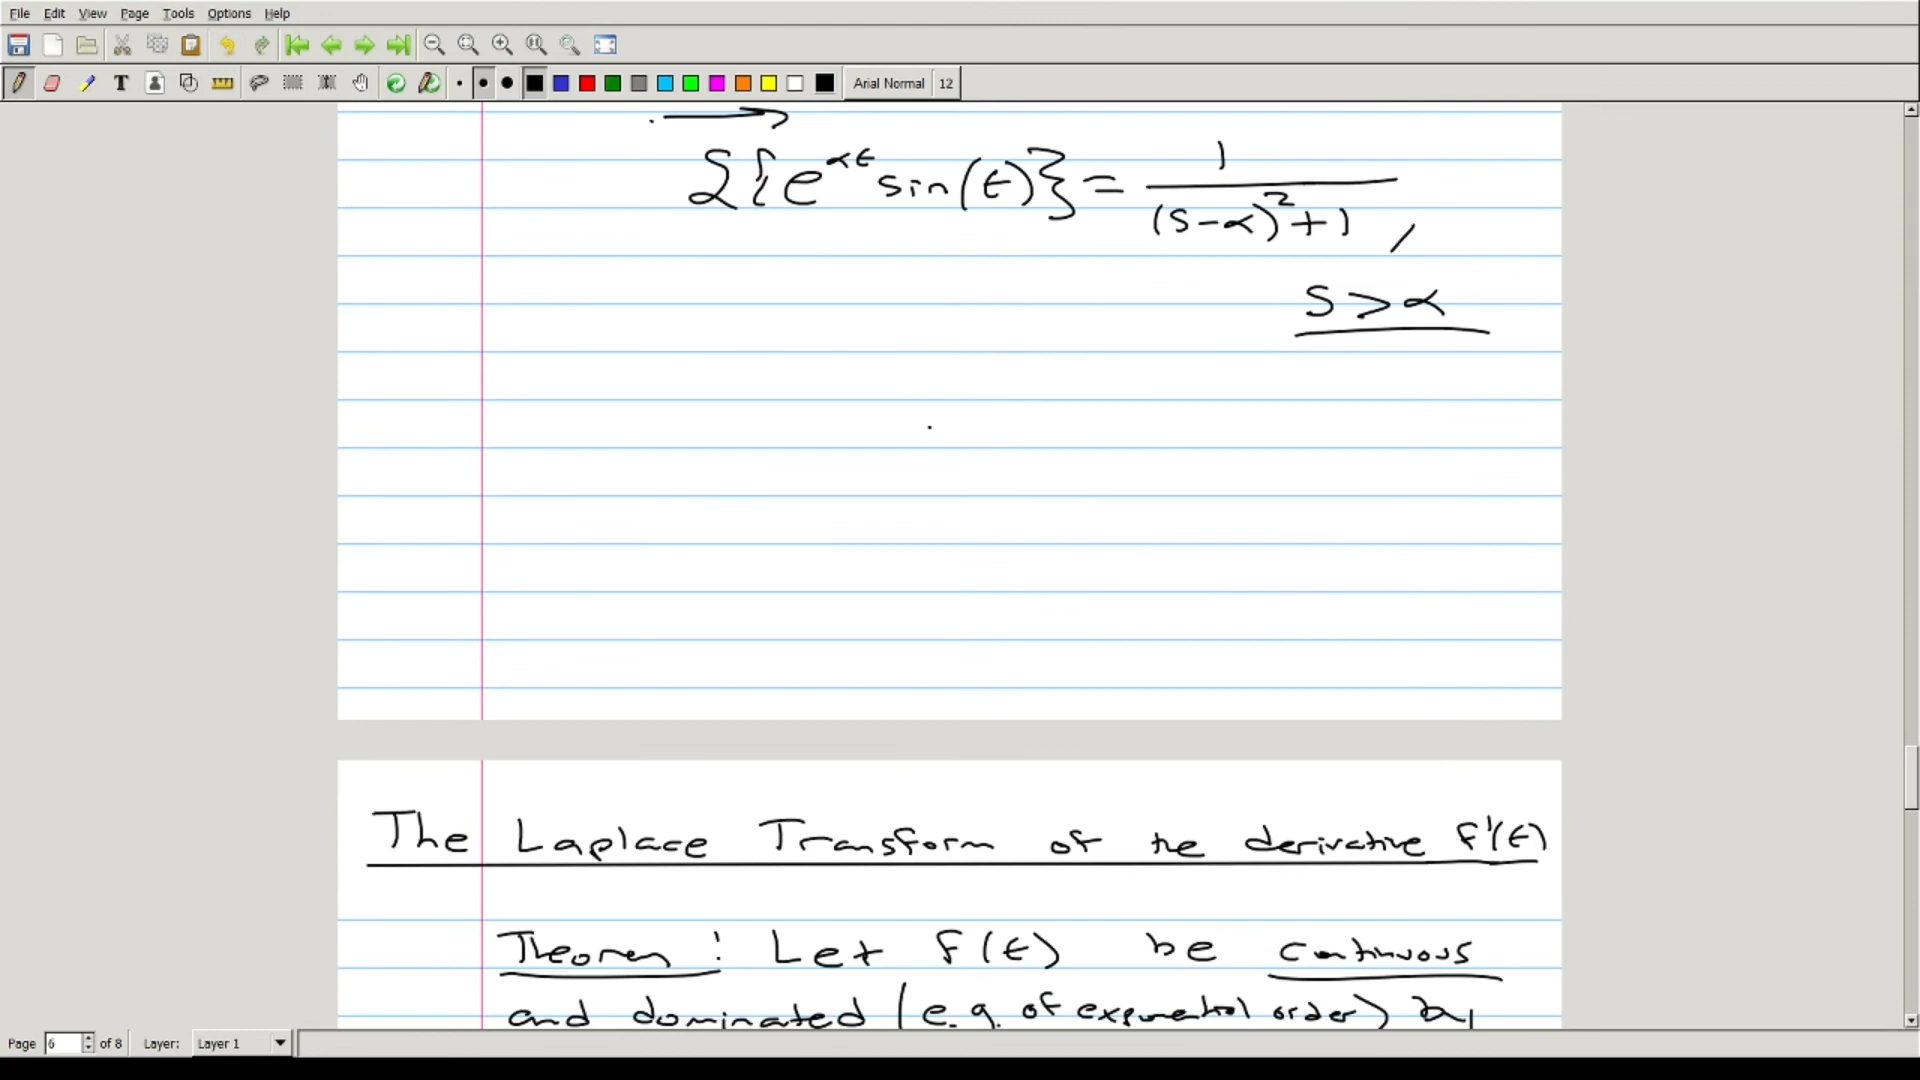 File Edit View Page Tools Options Help
Arial Normal 12
→
ℒ{e^{αt} sin(t)} = 1/((s-α)^2+1) ,
s > α
The Laplace Transform of the derivative f'(t)
Theorem: Let f(t) be continuous
and dominated (e.g. of exponential order) by
Page 6 of 8 Layer: Layer 1